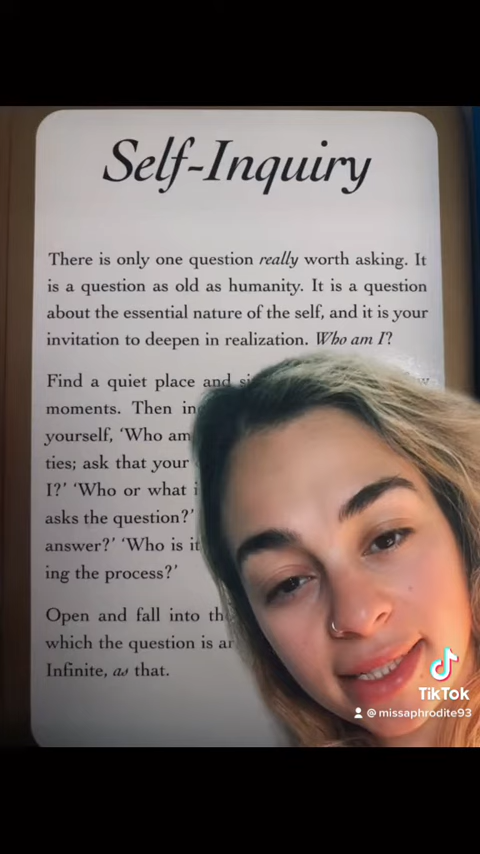 Self-Inquiry
There is only one question really worth asking. It
is a question as old as humanity. It is a question
about the essential nature of the self, and it is your
invitation to deepen in realization. Who am I?
Find a quiet place and
moments. Then
yourself, ‘Who am
ties; ask that your
I?’ ‘Who or what
asks the question?’
answer?’ ‘Who is it
ing the process?’
Open and fall into
which the question is
Infinite, as that.
TikTok
@missaphrodite93